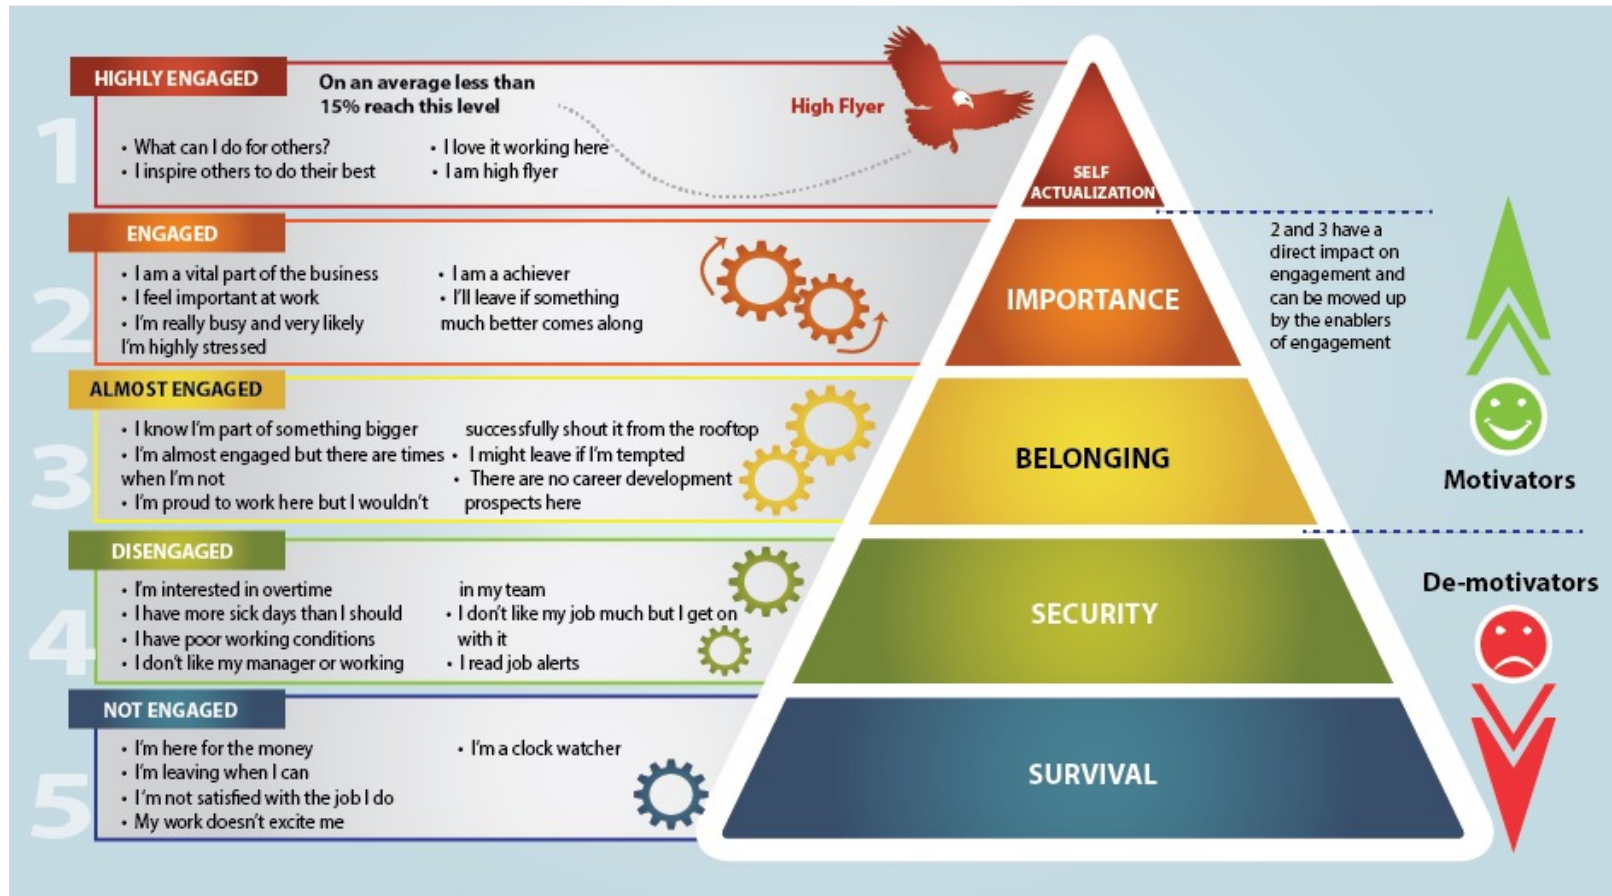 1
HIGHLY ENGAGED
On an average less than
15% reach this level
• What can I do for others?
• I inspire others to do their best
• I love it working here
• I am high flyer
High Flyer
SELF
ACTUALIZATION
2
ENGAGED
• I am a vital part of the business
• I feel important at work
• I'm really busy and very likely
I'm highly stressed
• I am a achiever
• I'll leave if something
much better comes along
IMPORTANCE
2 and 3 have a
direct impact on
engagement and
can be moved up
by the enablers
of engagement
3
ALMOST ENGAGED
• I know I'm part of something bigger
• I'm almost engaged but there are times
when I'm not
• I'm proud to work here but I wouldn't
successfully shout it from the rooftop
• I might leave if I'm tempted
• There are no career development
prospects here
BELONGING
Motivators
4
DISENGAGED
• I'm interested in overtime
• I have more sick days than I should
• I have poor working conditions
• I don't like my manager or working
in my team
• I don't like my job much but I get on
with it
• I read job alerts
SECURITY
De-motivators
5
NOT ENGAGED
• I'm here for the money
• I'm leaving when I can
• I'm not satisfied with the job I do
• My work doesn't excite me
• I'm a clock watcher
SURVIVAL